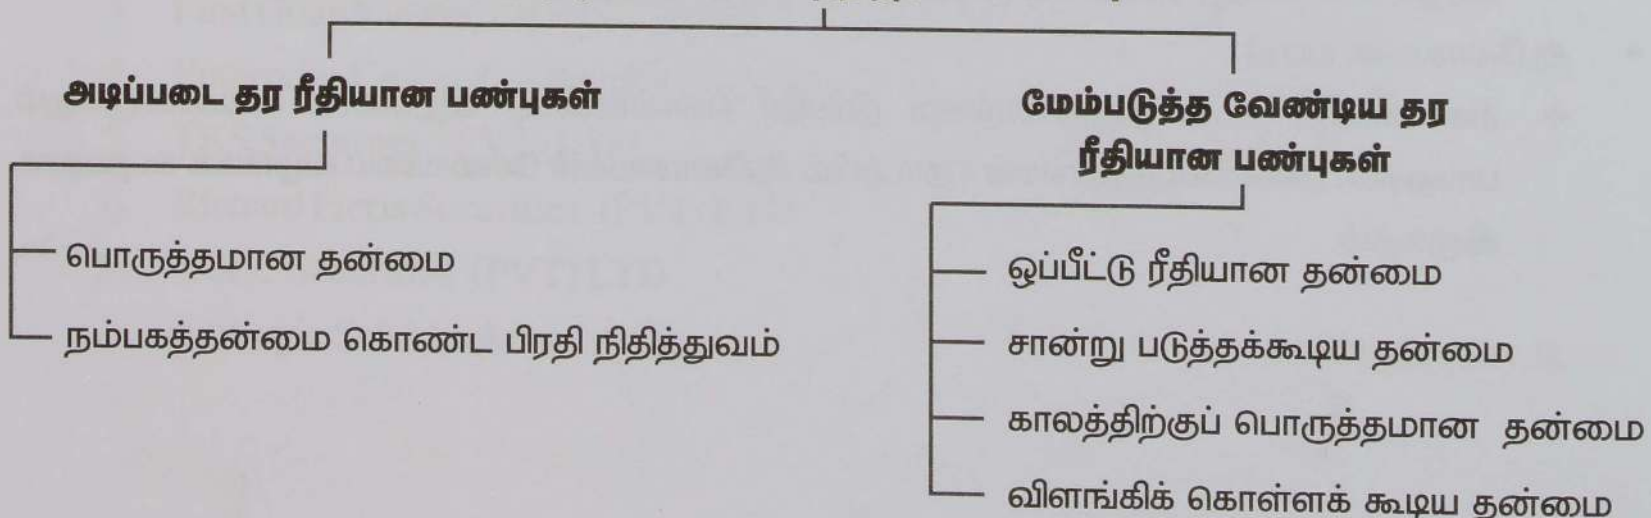 அடிப்படை தர ரீதியான பண்புகள்
பொருத்தமான தன்மை
நம்பகத்தன்மை கொண்ட பிரதி நிதித்துவம்
மேம்படுத்த வேண்டிய தர
ரீதியான பண்புகள்
ஒப்பீட்டு ரீதியான தன்மை
சான்று படுத்தக்கூடிய தன்மை
காலத்திற்குப் பொருத்தமான தன்மை
விளங்கிக் கொள்ளக் கூடிய தன்மை